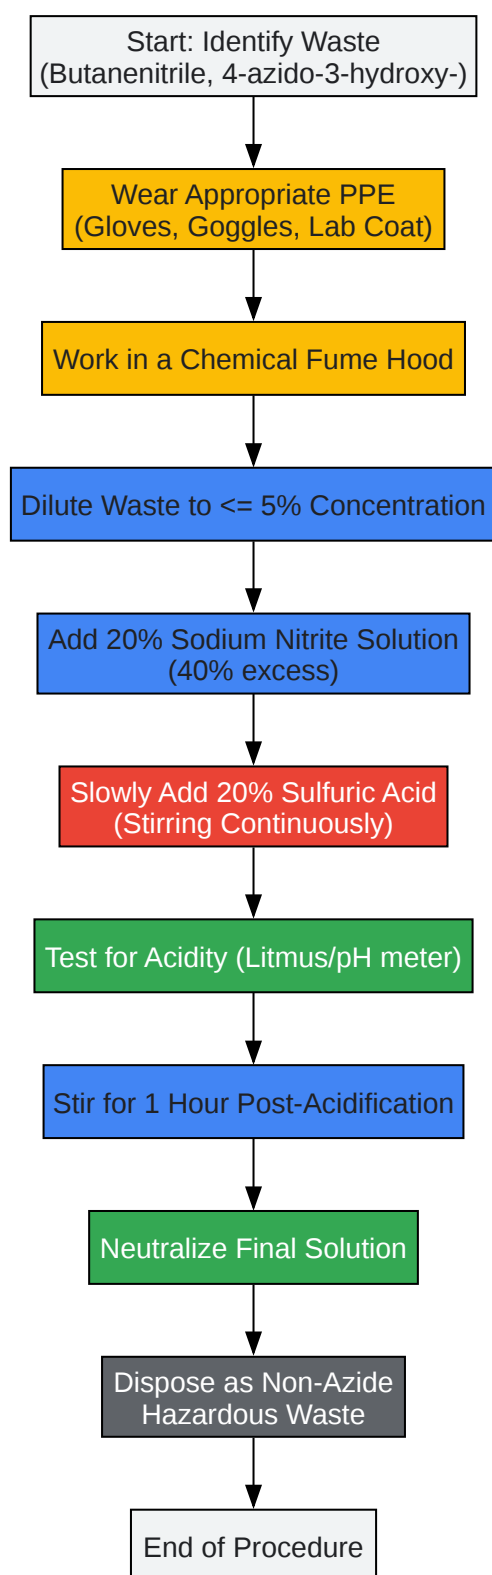 Start: Identify Waste
(Butanenitrile, 4-azido-3-hydroxy-)
Wear Appropriate PPE
(Gloves, Goggles, Lab Coat)
Work in a Chemical Fume Hood
Dilute Waste to <= 5% Concentration
Add 20% Sodium Nitrite Solution
(40% excess)
Slowly Add 20% Sulfuric Acid
(Stirring Continuously)
Test for Acidity (Litmus/pH meter)
Stir for 1 Hour Post-Acidification
Neutralize Final Solution
Dispose as Non-Azide
Hazardous Waste
End of Procedure